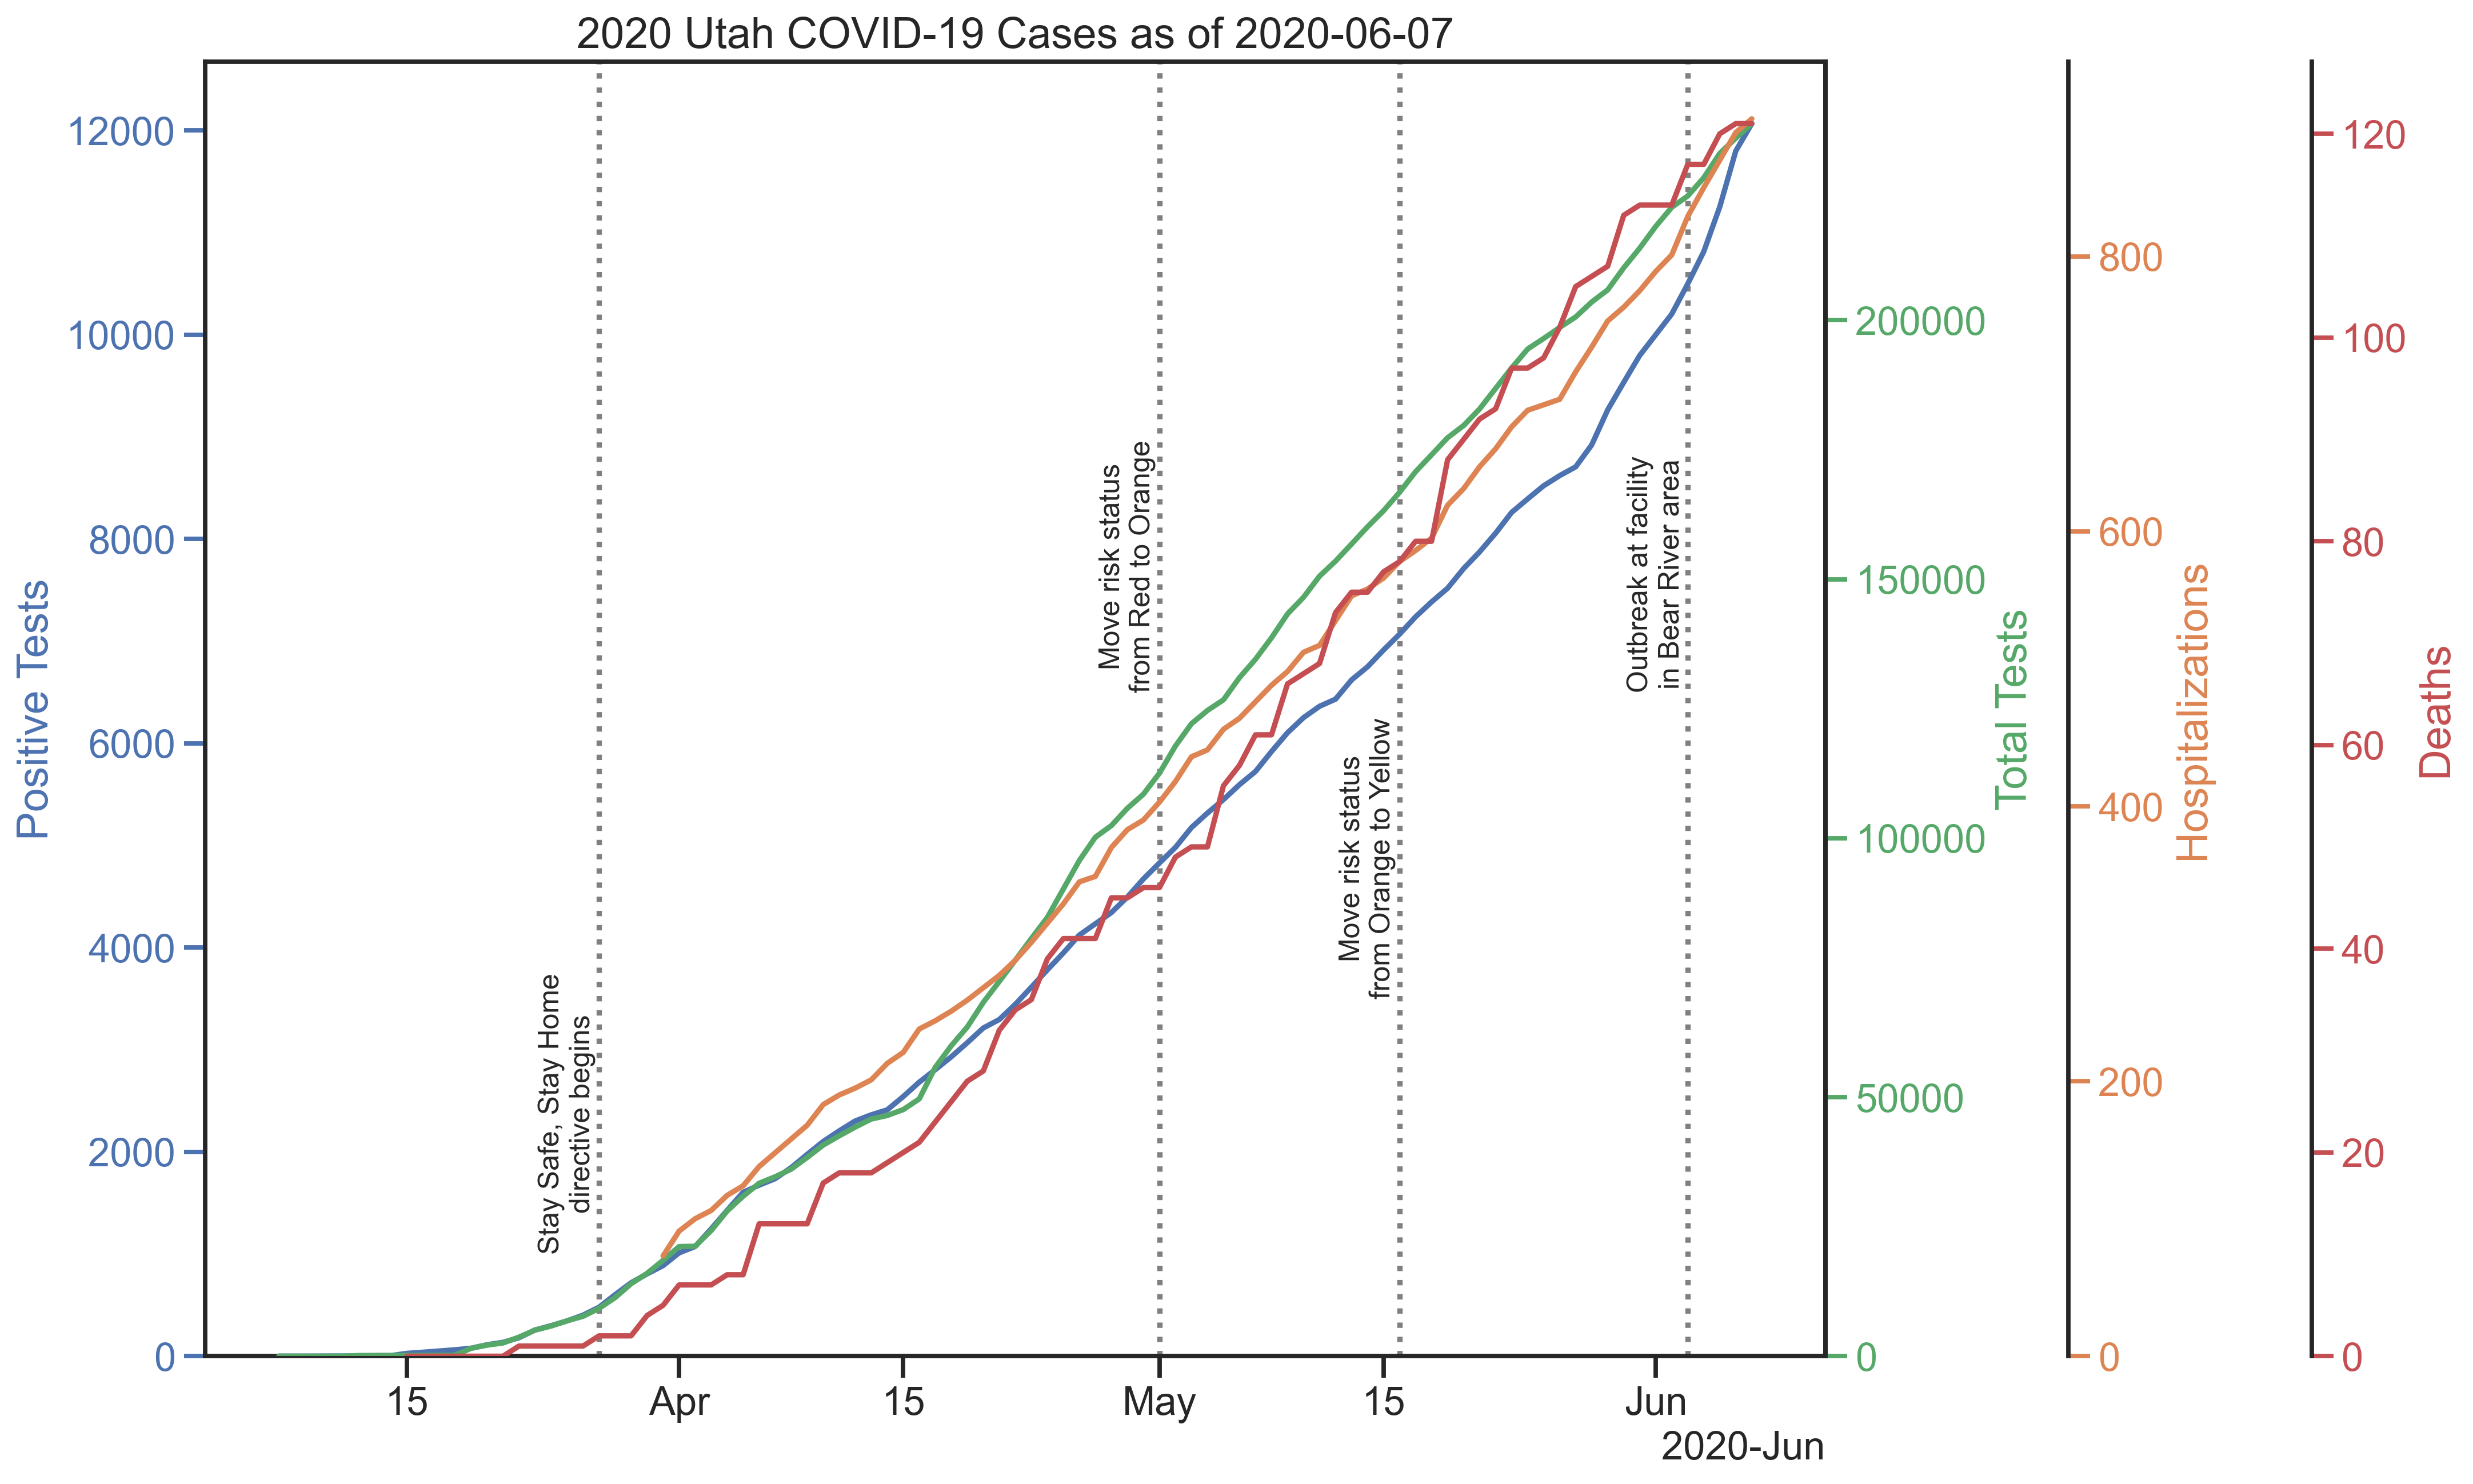 2020 Utah COVID-19 Cases as of 2020-06-07
Positive Tests
12000
10000
8000
6000
4000
2000
0
Stay Safe, Stay Home
directive begins
Move risk status
from Red to Orange
Move risk status
from Orange to Yellow
Outbreak at facility
in Bear River area
200000
150000
100000
50000
0
Total Tests
800
600
400
200
0
Hospitalizations
120
100
80
60
40
20
0
Deaths
15
Apr
15
May
15
Jun
2020-Jun